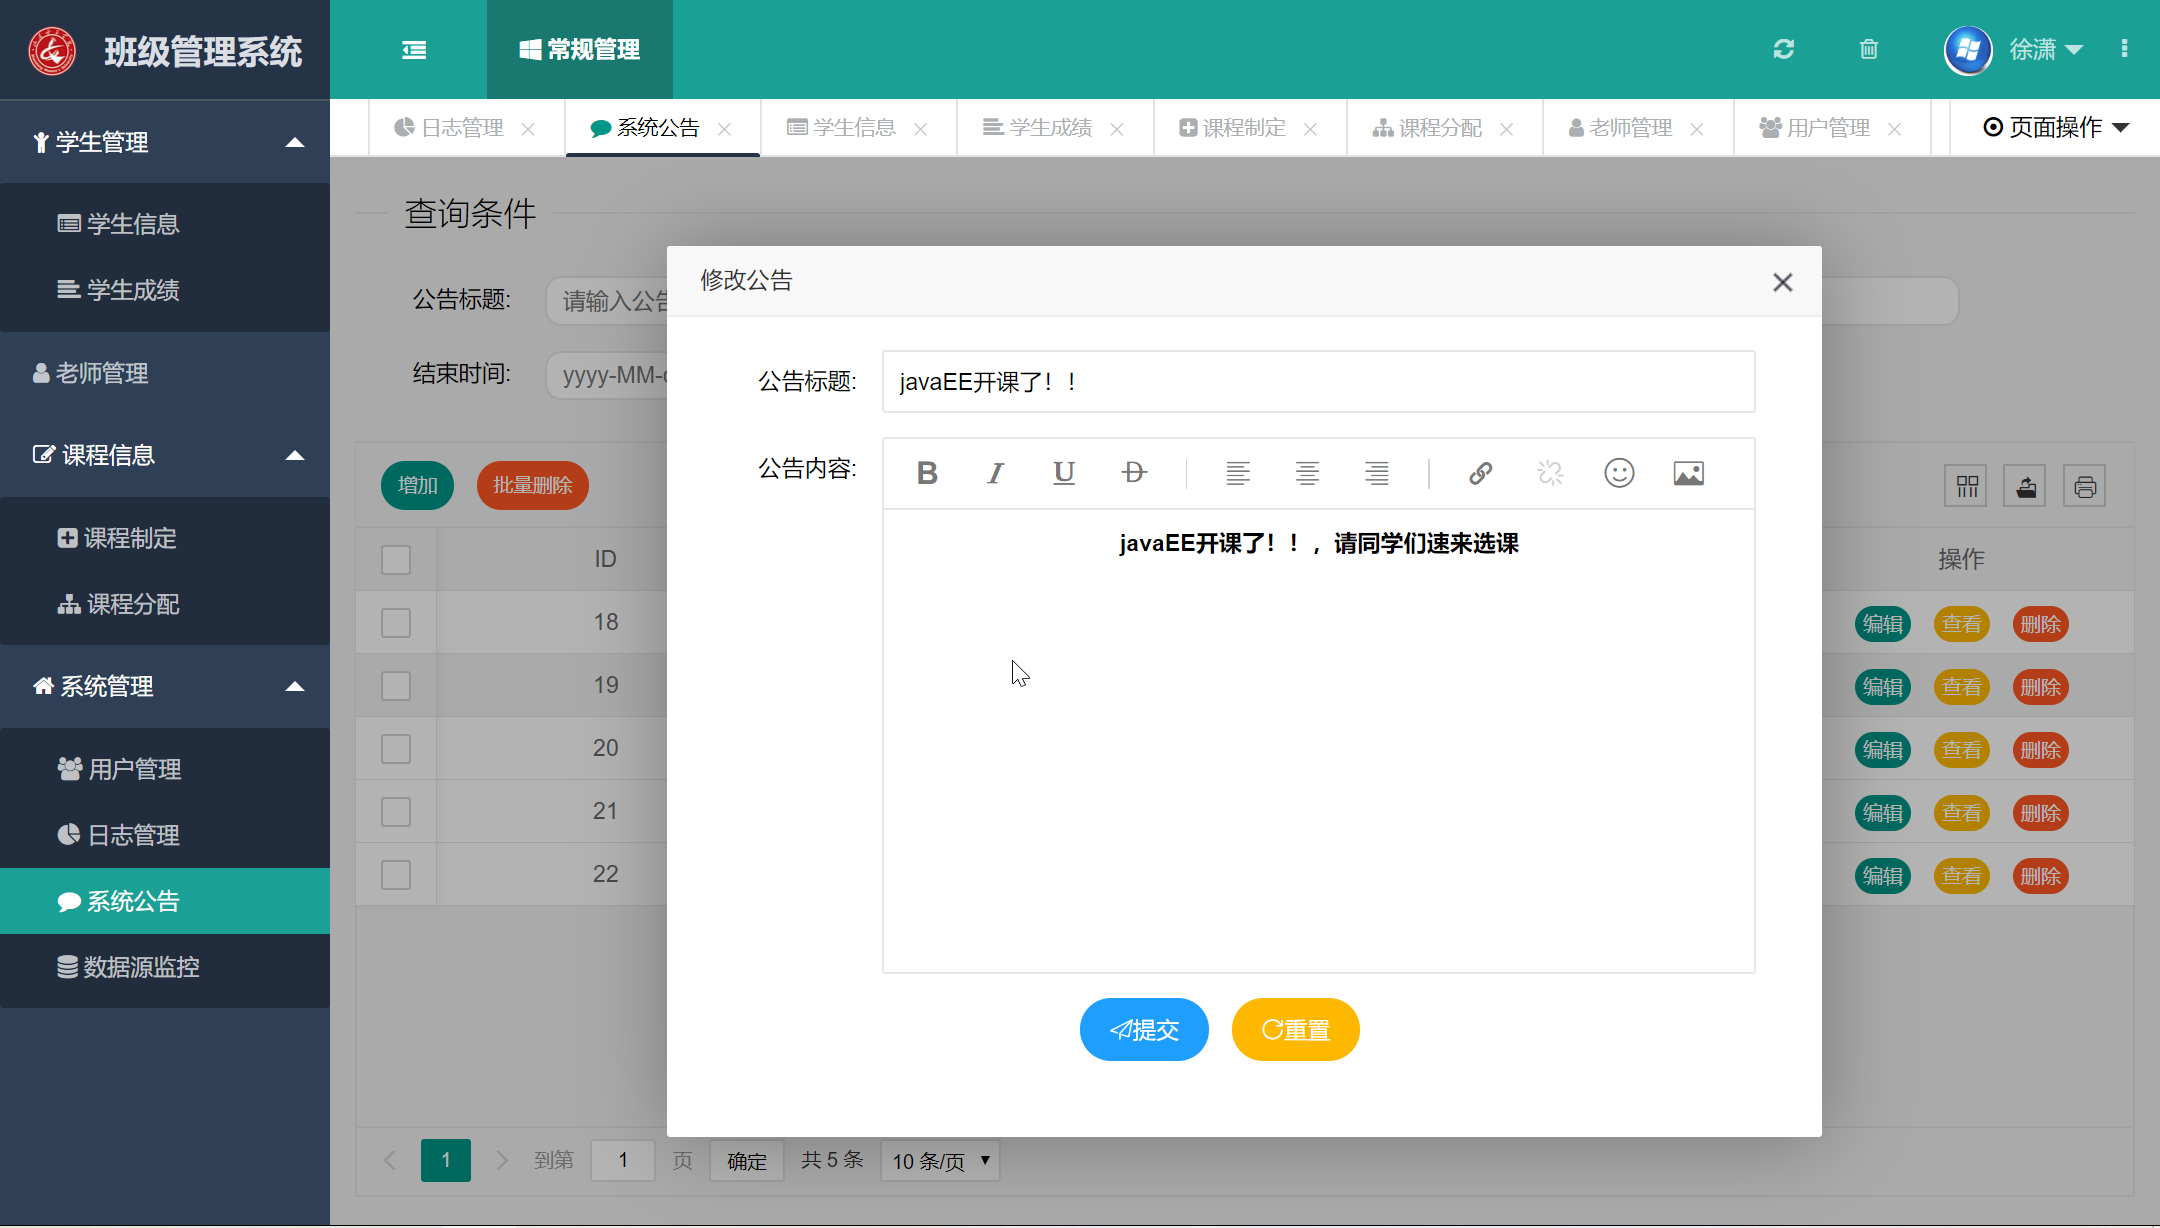 班级管理系统
常规管理
徐潇
学生管理
学生信息
学生成绩
老师管理
课程信息
课程制定
课程分配
系统管理
用户管理
日志管理
系统公告
数据源监控
日志管理
系统公告
学生信息
学生成绩
课程制定
课程分配
老师管理
用户管理
页面操作
查询条件
公告标题:
请输入公告
结束时间:
yyyy-MM-
增加
批量删除
ID
操作
18
编辑 查看 删除
19
编辑 查看 删除
20
编辑 查看 删除
21
编辑 查看 删除
22
编辑 查看 删除
1
到第
1
页
确定
共 5 条
10 条/页
修改公告
公告标题:
javaEE开课了！！
公告内容:
B I U D
javaEE开课了！！，请同学们速来选课
提交
重置